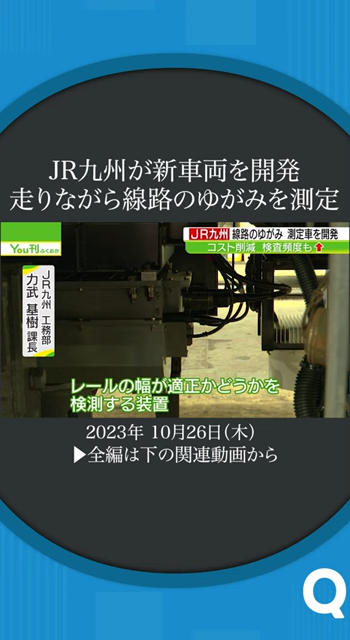 JR九州が新車両を開発
走りながら線路のゆがみを測定
You刊ふくおか
JR九州 線路のゆがみ 測定車を開発
コスト削減 検査頻度も↑
JR九州 工務部
力武 基樹 課長
レールの幅が適正かどうかを
検測する装置
2023年 10月26日(木)
▶全編は下の関連動画から
Q